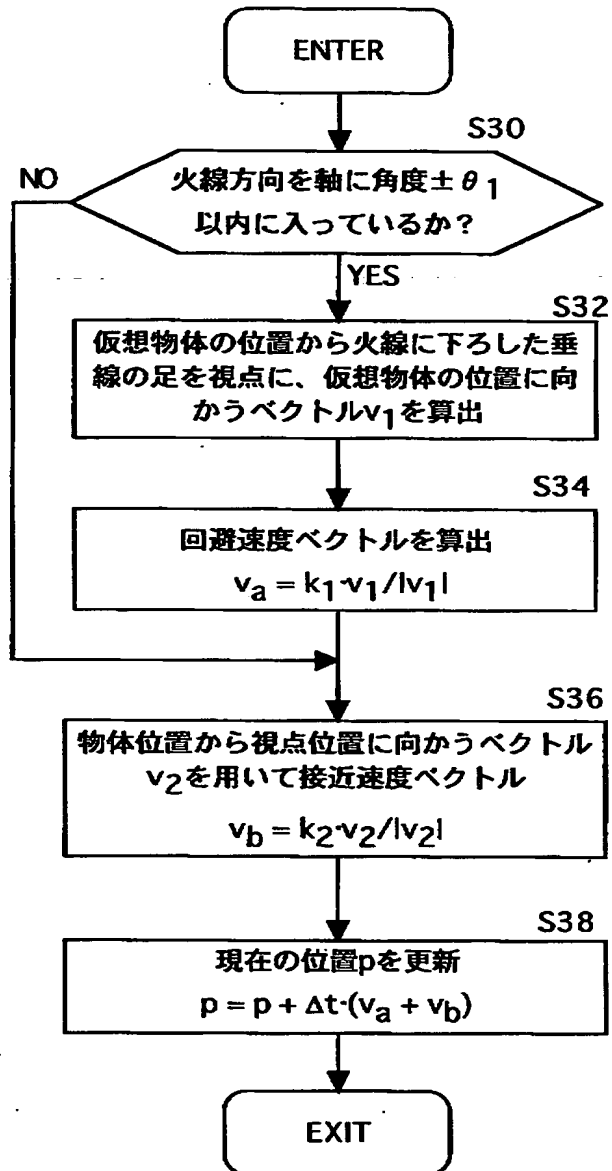 ENTER
S30
NO
火線方向を軸に角度±θ1
以内に入っているか？
YES
S32
仮想物体の位置から火線に下ろした垂
線の足を視点に、仮想物体の位置に向
かうベクトルv1を算出
S34
回避速度ベクトルを算出
va = k1·v1/|v1|
S36
物体位置から視点位置に向かうベクトル
v2を用いて接近速度ベクトル
vb = k2·v2/|v2|
S38
現在の位置pを更新
p = p + Δt·(va + vb)
EXIT